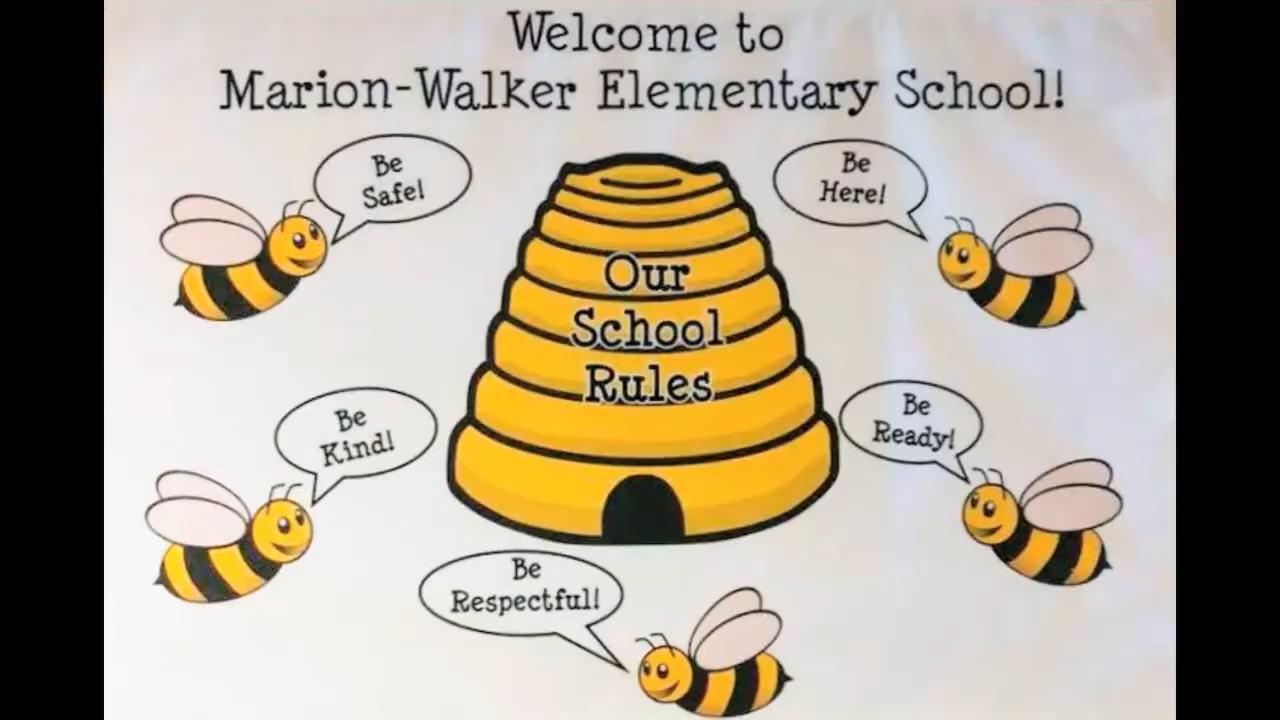 Welcome to
Marion-Walker Elementary School!
Be
Safe!
Be
Here!
Our
School
Rules
Be
Kind!
Be
Ready!
Be
Respectful!